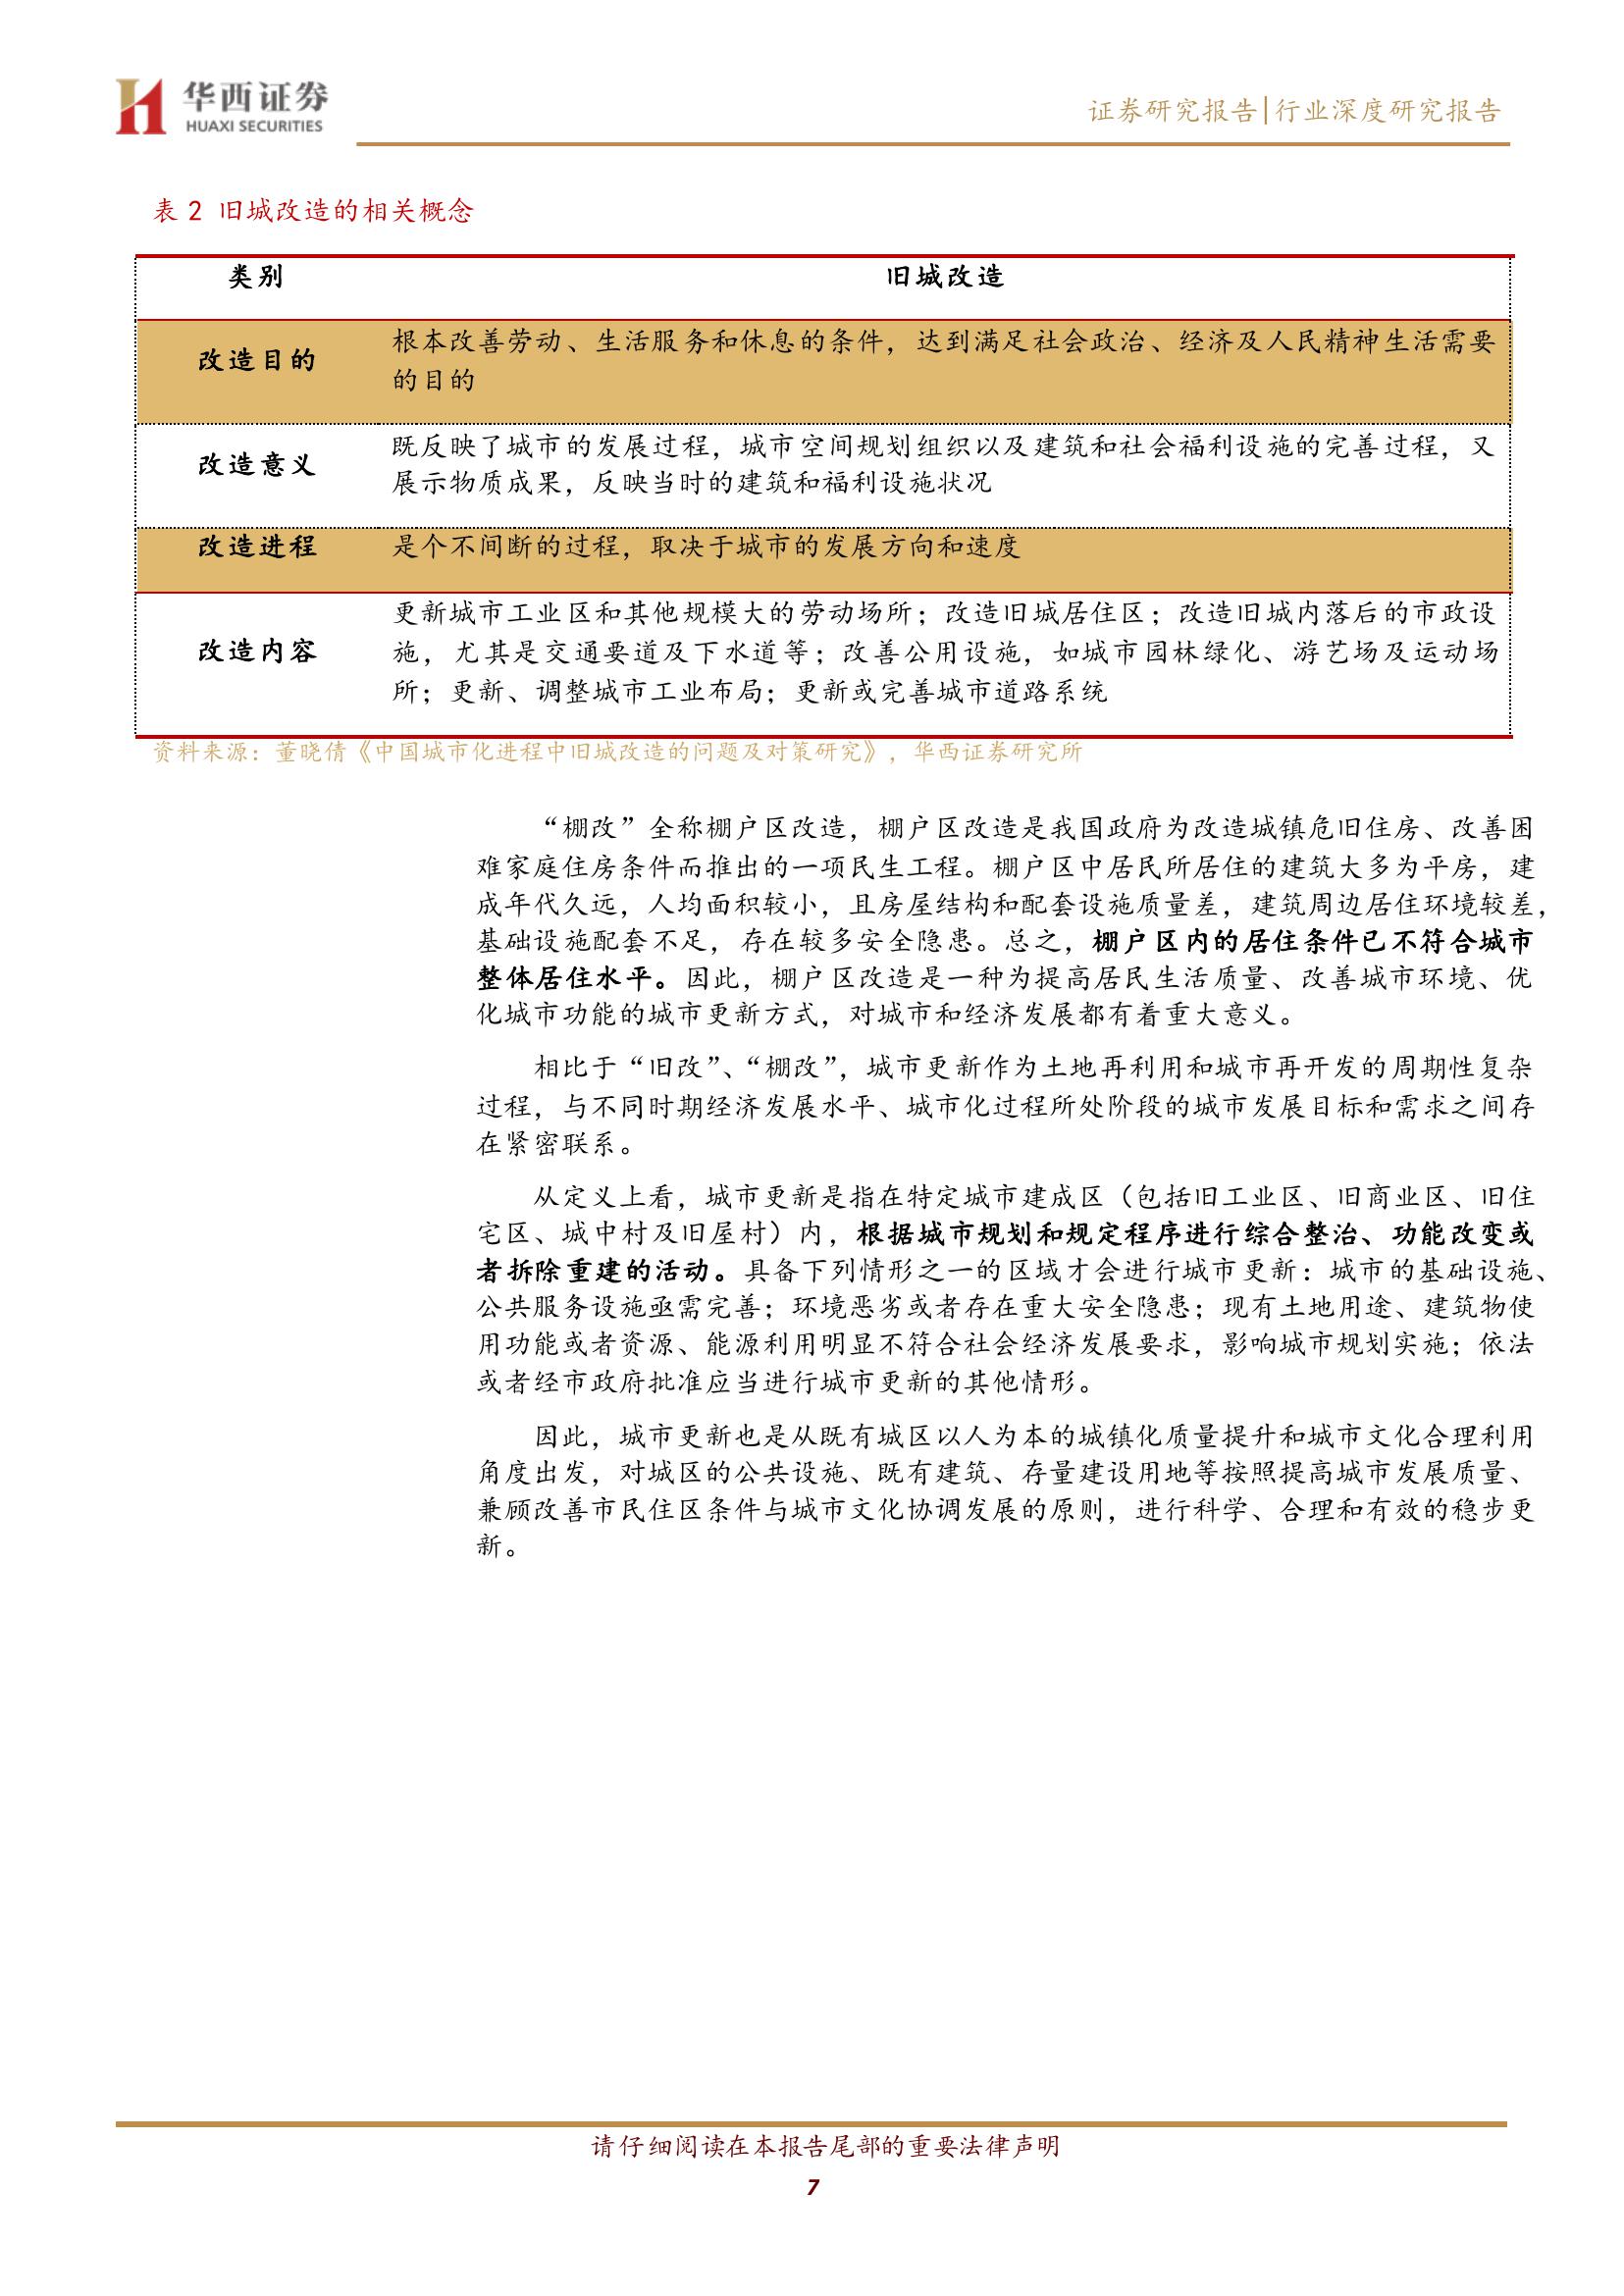 华西证券
HUAXI SECURITIES
证券研究报告|行业深度研究报告
表 2 旧城改造的相关概念
类别 旧城改造
改造目的
根本改善劳动、生活服务和休息的条件，达到满足社会政治、经济及人民精神生活需要
的目的
改造意义
既反映了城市的发展过程，城市空间规划组织以及建筑和社会福利设施的完善过程，又
展示物质成果，反映当时的建筑和福利设施状况
改造进程 是个不间断的过程，取决于城市的发展方向和速度
改造内容
更新城市工业区和其他规模大的劳动场所；改造旧城居住区；改造旧城内落后的市政设
施，尤其是交通要道及下水道等；改善公用设施，如城市园林绿化、游艺场及运动场
所；更新、调整城市工业布局；更新或完善城市道路系统
资料来源：董晓倩《中国城市化进程中旧城改造的问题及对策研究》，华西证券研究所
“棚改”全称棚户区改造，棚户区改造是我国政府为改造城镇危旧住房、改善困
难家庭住房条件而推出的一项民生工程。棚户区中居民所居住的建筑大多为平房，建
成年代久远，人均面积较小，且房屋结构和配套设施质量差，建筑周边居住环境较差，
基础设施配套不足，存在较多安全隐患。总之，棚户区内的居住条件已不符合城市
整体居住水平。因此，棚户区改造是一种为提高居民生活质量、改善城市环境、优
化城市功能的城市更新方式，对城市和经济发展都有着重大意义。
相比于“旧改”、“棚改”，城市更新作为土地再利用和城市再开发的周期性复杂
过程，与不同时期经济发展水平、城市化过程所处阶段的城市发展目标和需求之间存
在紧密联系。
从定义上看，城市更新是指在特定城市建成区（包括旧工业区、旧商业区、旧住
宅区、城中村及旧屋村）内，根据城市规划和规定程序进行综合整治、功能改变或
者拆除重建的活动。具备下列情形之一的区域才会进行城市更新：城市的基础设施、
公共服务设施亟需完善；环境恶劣或者存在重大安全隐患；现有土地用途、建筑物使
用功能或者资源、能源利用明显不符合社会经济发展要求，影响城市规划实施；依法
或者经市政府批准应当进行城市更新的其他情形。
因此，城市更新也是从既有城区以人为本的城镇化质量提升和城市文化合理利用
角度出发，对城区的公共设施、既有建筑、存量建设用地等按照提高城市发展质量、
兼顾改善市民住区条件与城市文化协调发展的原则，进行科学、合理和有效的稳步更
新。
请仔细阅读在本报告尾部的重要法律声明
7